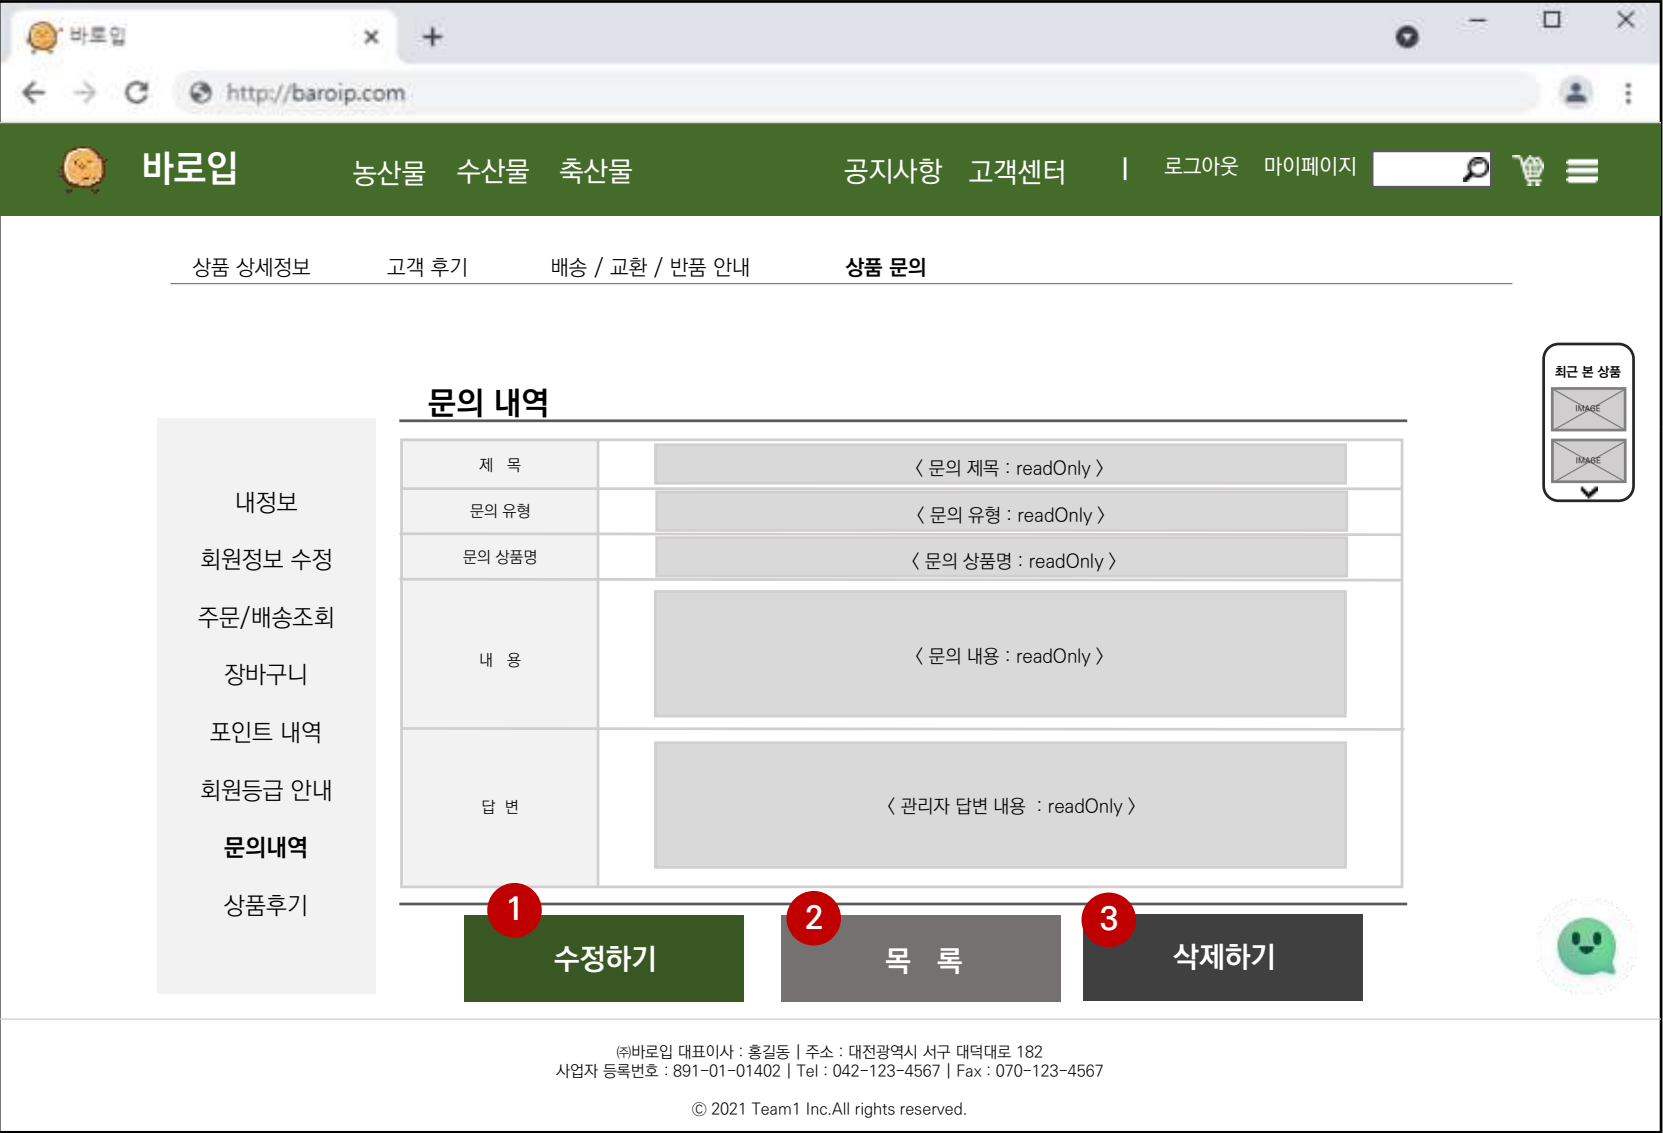 바로입
http://baroip.com
바로입 농산물 수산물 축산물 공지사항 고객센터 | 로그아웃 마이페이지
상품 상세정보 고객 후기 배송 / 교환 / 반품 안내 상품 문의
최근 본 상품
IMAGE
IMAGE
내정보
회원정보 수정
주문/배송조회
장바구니
포인트 내역
회원등급 안내
문의내역
상품후기
문의 내역
제 목 〈 문의 제목 : readOnly 〉
문의 유형 〈 문의 유형 : readOnly 〉
문의 상품명 〈 문의 상품명 : readOnly 〉
내 용 〈 문의 내용 : readOnly 〉
답 변 〈 관리자 답변 내용 : readOnly 〉
1 수정하기
2 목 록
3 삭제하기
㈜바로입 대표이사 : 홍길동 | 주소 : 대전광역시 서구 대덕대로 182
사업자 등록번호 : 891-01-01402 | Tel : 042-123-4567 | Fax : 070-123-4567
Ⓒ 2021 Team1 Inc.All rights reserved.